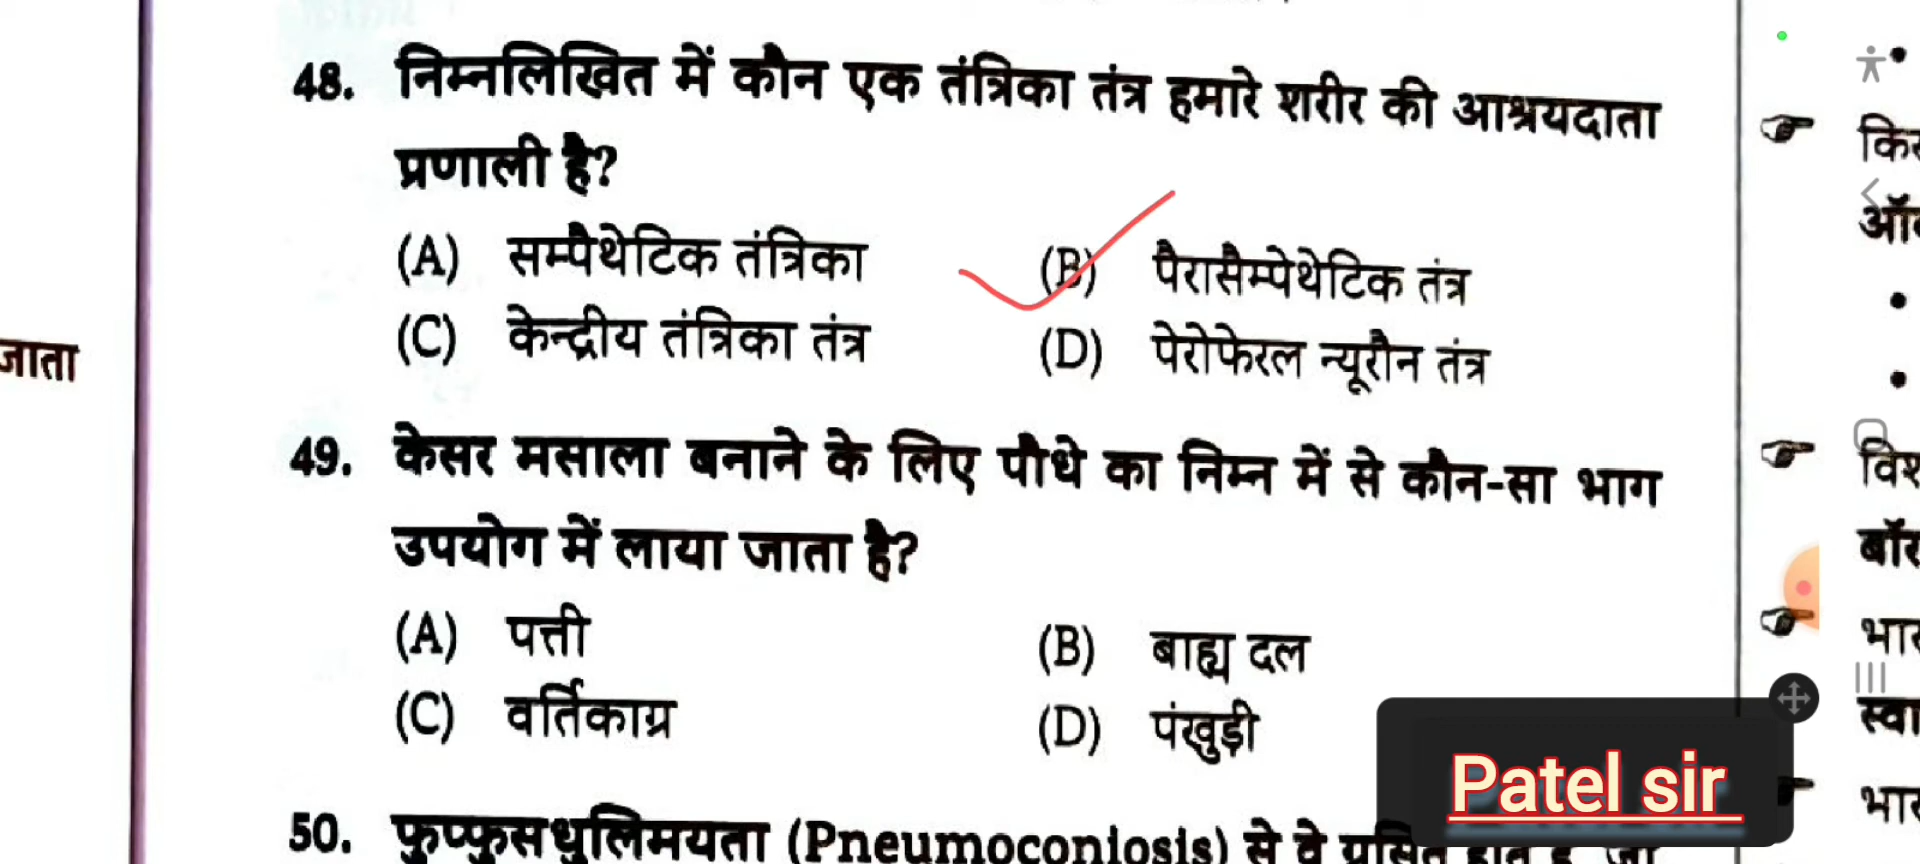 48. निम्नलिखित में कौन एक तंत्रिका तंत्र हमारे शरीर की आश्रयदाता
प्रणाली है?
(A) सम्पैथेटिक तंत्रिका (B) पैरासैम्पेथेटिक तंत्र
(C) केन्द्रीय तंत्रिका तंत्र (D) पेरोफेरल न्यूरौन तंत्र
जाता
49. केसर मसाला बनाने के लिए पौधे का निम्न में से कौन-सा भाग
उपयोग में लाया जाता है?
(A) पत्ती (B) बाह्य दल
(C) वर्तिकाग्र (D) पंखुड़ी
Patel sir
50. फुप्फुसधुलिमयता (Pneumoconiosis) से वे ग्रसित